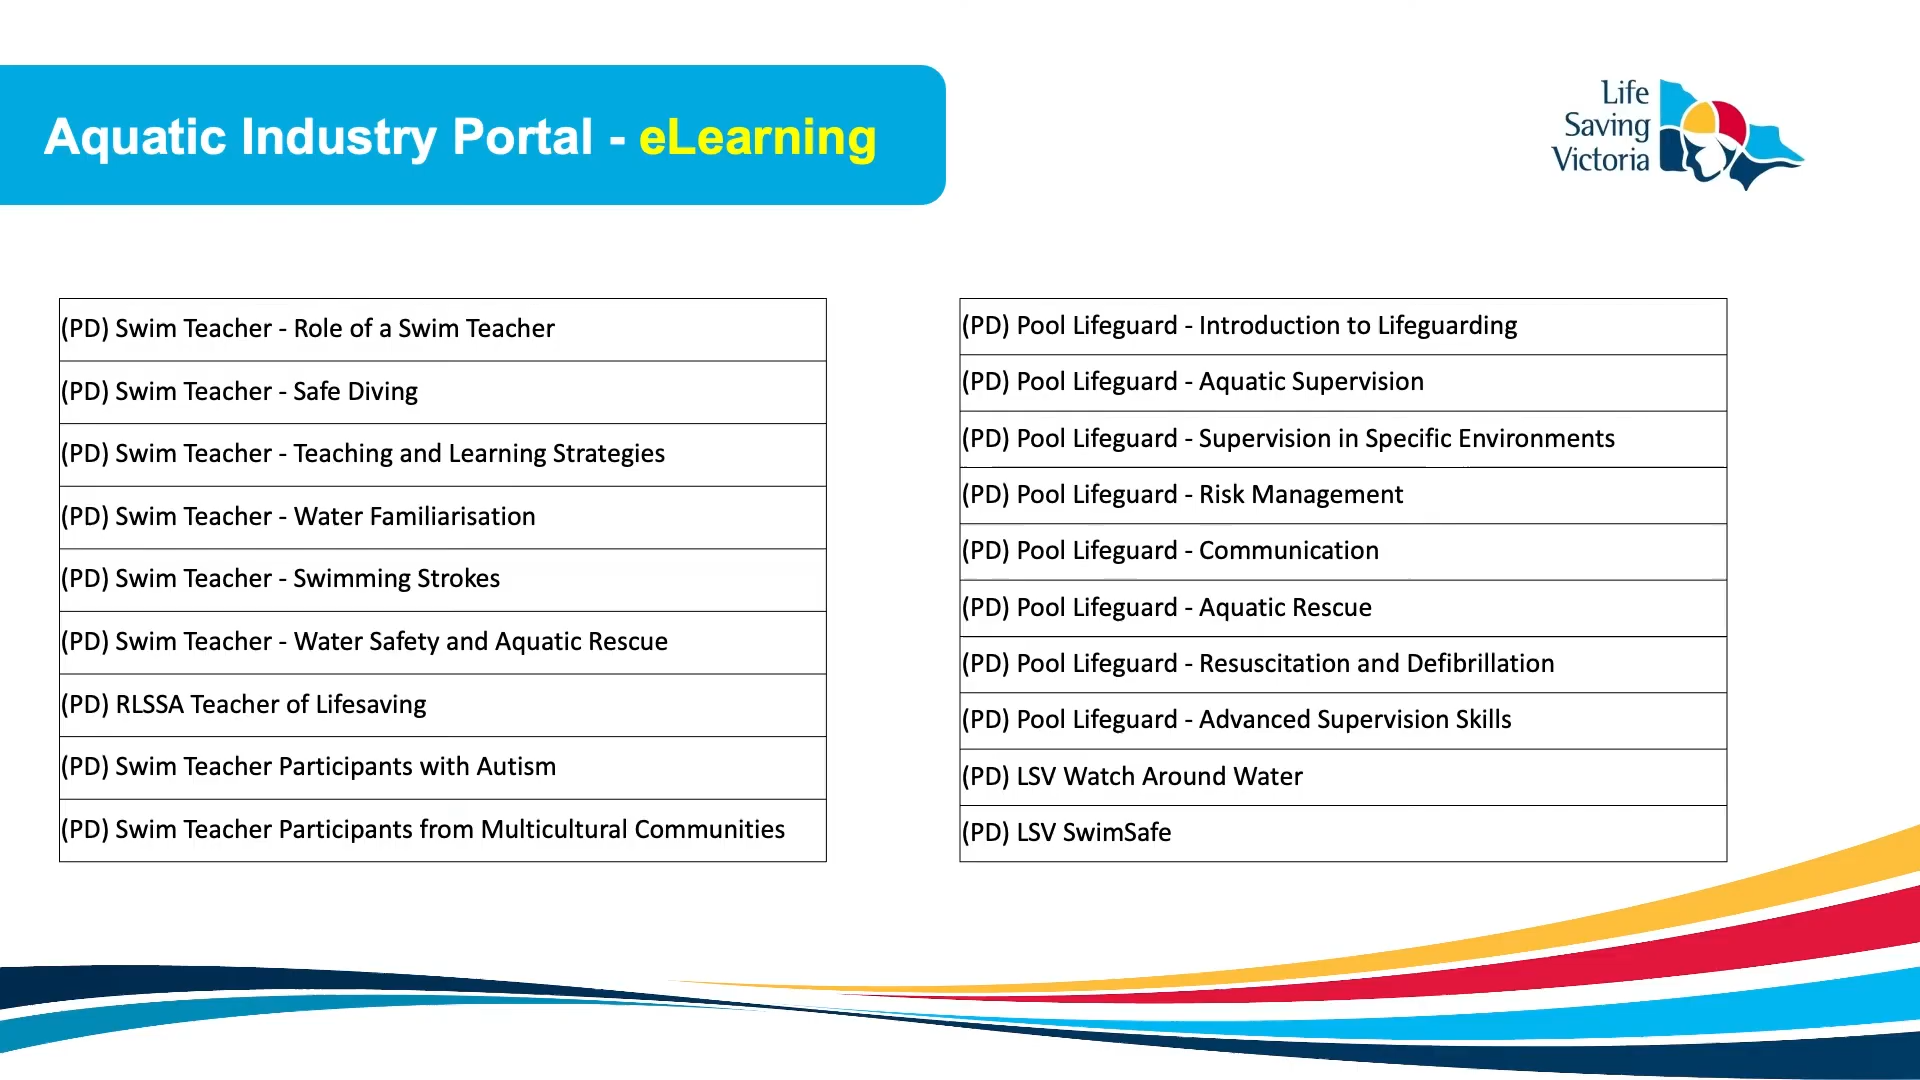 Aquatic Industry Portal - eLearning
Life
Saving
Victoria
(PD) Swim Teacher - Role of a Swim Teacher
(PD) Swim Teacher - Safe Diving
(PD) Swim Teacher - Teaching and Learning Strategies
(PD) Swim Teacher - Water Familiarisation
(PD) Swim Teacher - Swimming Strokes
(PD) Swim Teacher - Water Safety and Aquatic Rescue
(PD) RLSSA Teacher of Lifesaving
(PD) Swim Teacher Participants with Autism
(PD) Swim Teacher Participants from Multicultural Communities
(PD) Pool Lifeguard - Introduction to Lifeguarding
(PD) Pool Lifeguard - Aquatic Supervision
(PD) Pool Lifeguard - Supervision in Specific Environments
(PD) Pool Lifeguard - Risk Management
(PD) Pool Lifeguard - Communication
(PD) Pool Lifeguard - Aquatic Rescue
(PD) Pool Lifeguard - Resuscitation and Defibrillation
(PD) Pool Lifeguard - Advanced Supervision Skills
(PD) LSV Watch Around Water
(PD) LSV SwimSafe